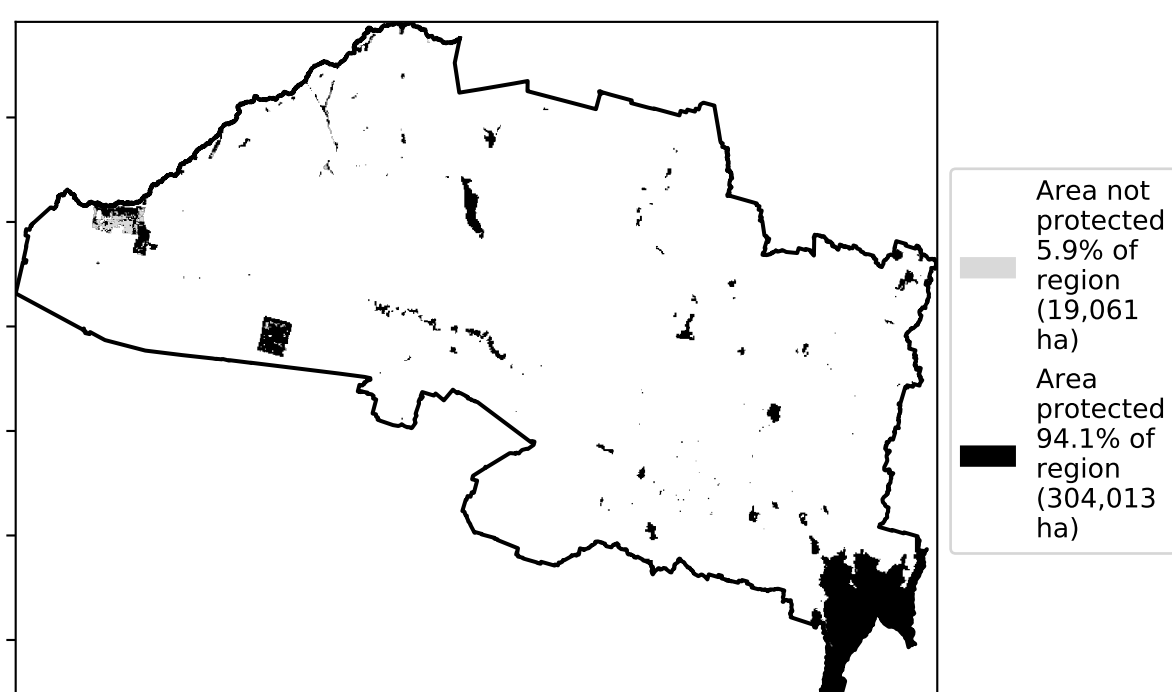 Area not
protected
5.9% of
region
(19,061
ha)
Area
protected
94.1% of
region
(304,013
ha)